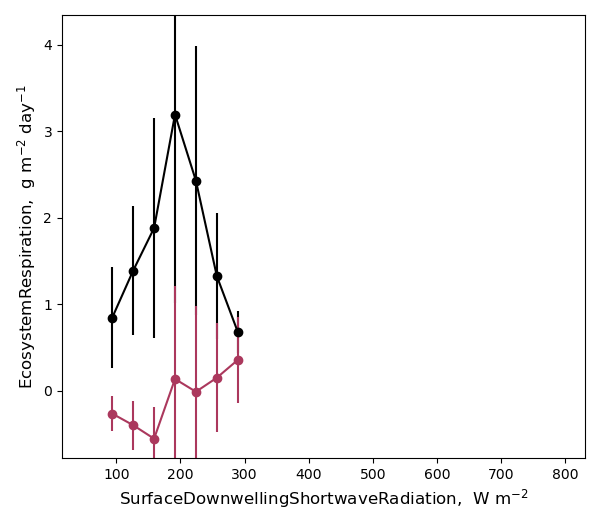 4
3
2
1
0
EcosystemRespiration, g m⁻² day⁻¹
100 200 300 400 500 600 700 800
SurfaceDownwellingShortwaveRadiation, W m⁻²